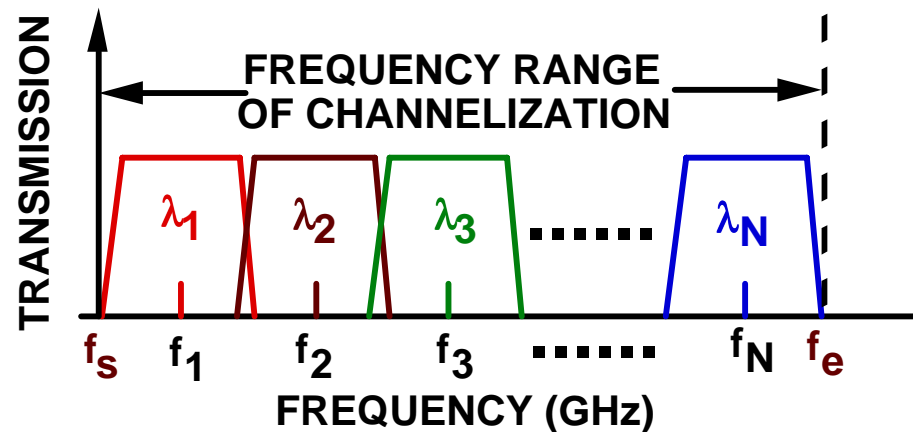 TRANSMISSION
FREQUENCY RANGE
OF CHANNELIZATION
λ1 λ2 λ3 λN
fs f1 f2 f3 fN fe
FREQUENCY (GHz)